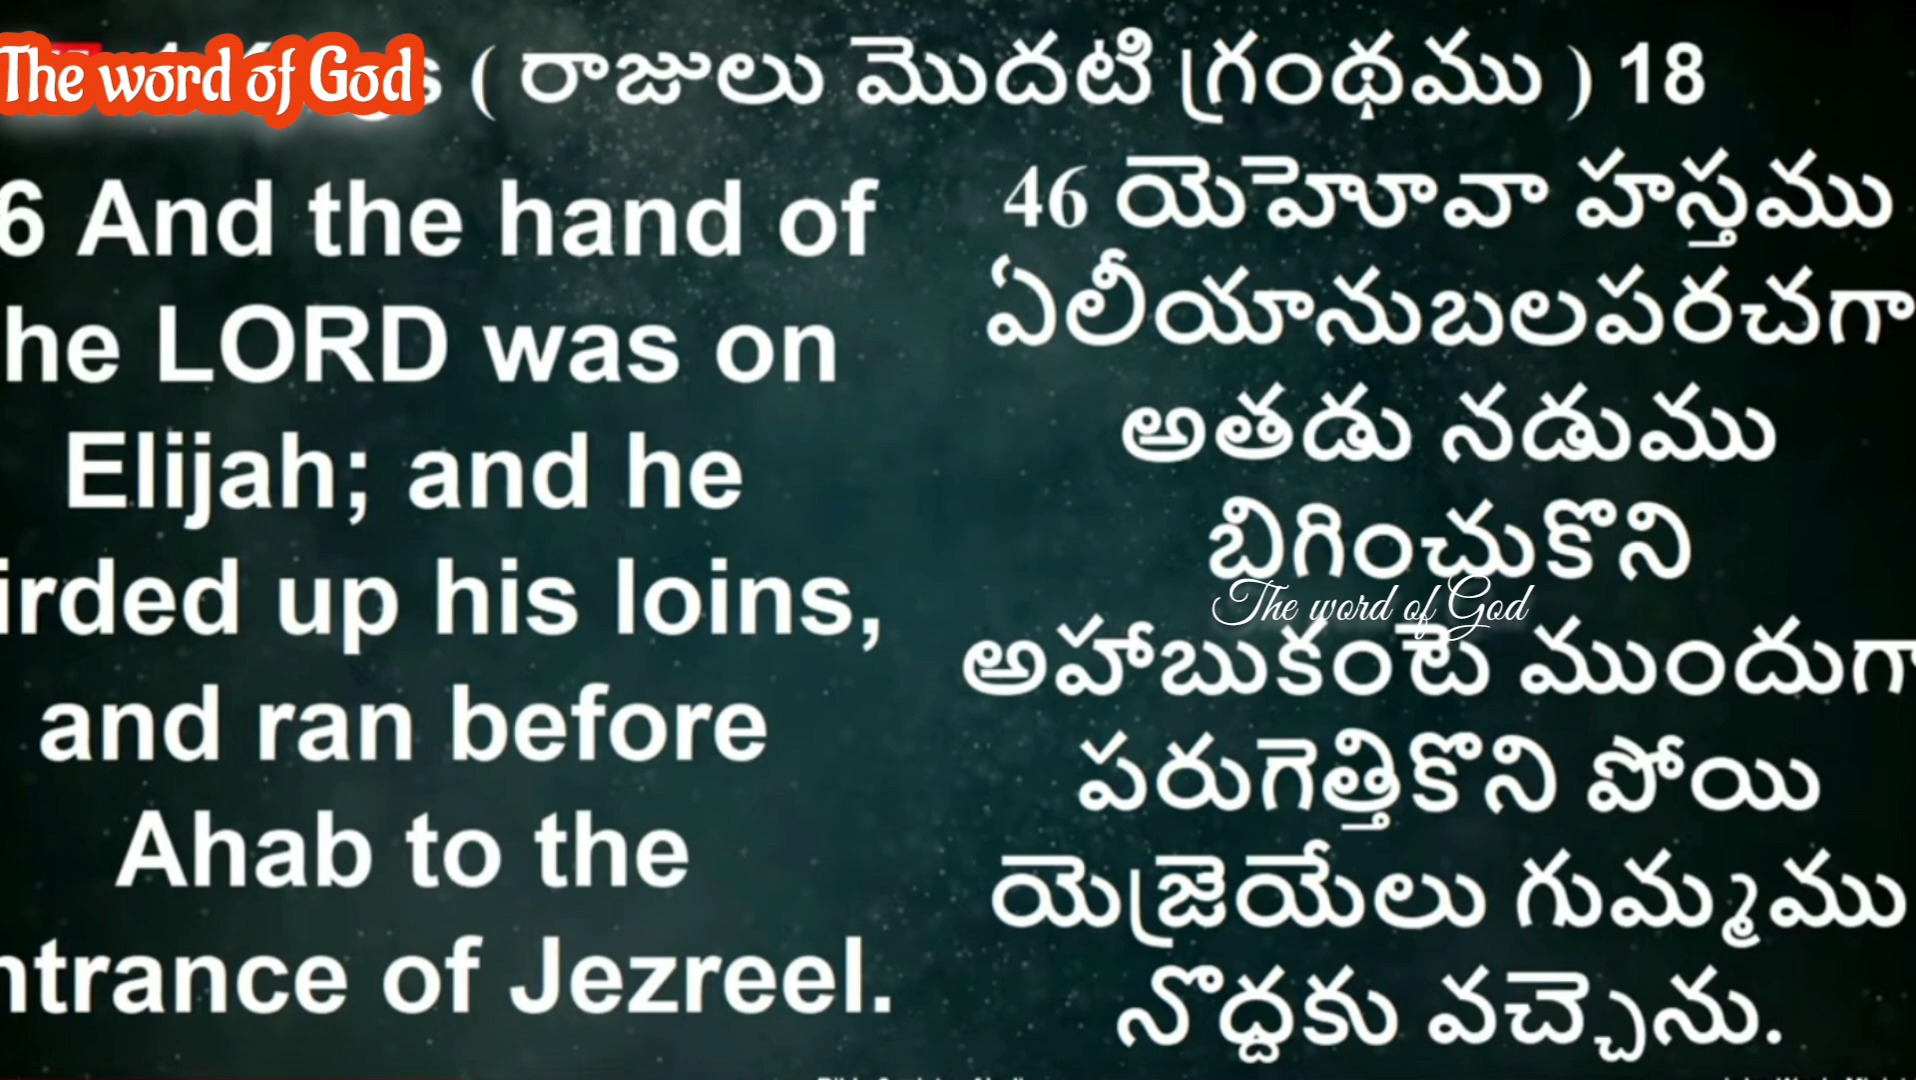 The word of God
( రాజులు మొదటి గ్రంథము ) 18
6 And the hand of
he LORD was on
Elijah; and he
irded up his loins,
and ran before
Ahab to the
ntrance of Jezreel.
46 యెహోవా హస్తము
ఏలీయానుబలపరచగా
అతడు నడుము
బిగించుకొని
The word of God
అహాబుకంటె ముందుగా
పరుగెత్తికొని పోయి
యెజ్రెయేలు గుమ్మము
నొద్దకు వచ్చెను.